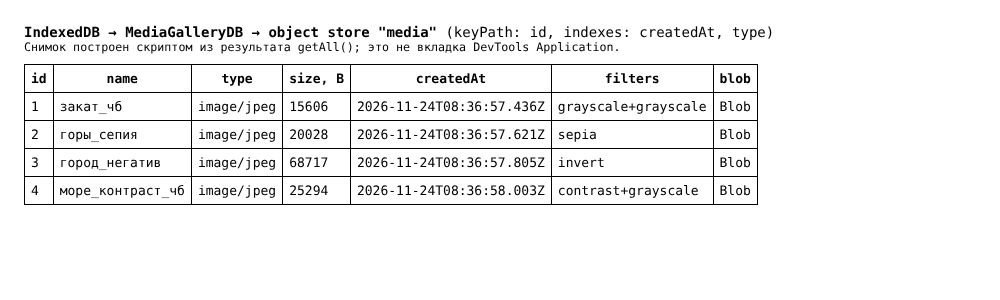 IndexedDB → MediaGalleryDB → object store "media" (keyPath: id, indexes: createdAt, type)
Снимок построен скриптом из результата getAll(); это не вкладка DevTools Application.
id name type size, B createdAt filters blob
1 закат_чб image/jpeg 15606 2026-11-24T08:36:57.436Z grayscale+grayscale Blob
2 горы_сепия image/jpeg 20028 2026-11-24T08:36:57.621Z sepia Blob
3 город_негатив image/jpeg 68717 2026-11-24T08:36:57.805Z invert Blob
4 море_контраст_чб image/jpeg 25294 2026-11-24T08:36:58.003Z contrast+grayscale Blob